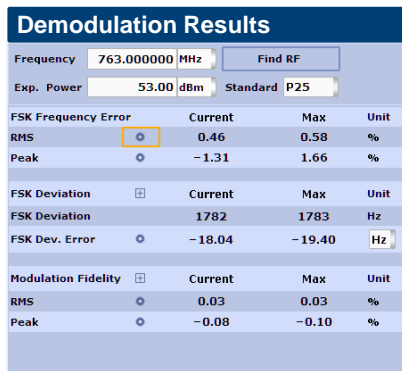 Demodulation Results
Frequency 763.000000 MHz Find RF
Exp. Power 53.00 dBm Standard P25
FSK Frequency Error Current Max Unit
RMS 0.46 0.58 %
Peak −1.31 1.66 %
FSK Deviation Current Max Unit
FSK Deviation 1782 1783 Hz
FSK Dev. Error −18.04 −19.40 Hz
Modulation Fidelity Current Max Unit
RMS 0.03 0.03 %
Peak −0.08 −0.10 %